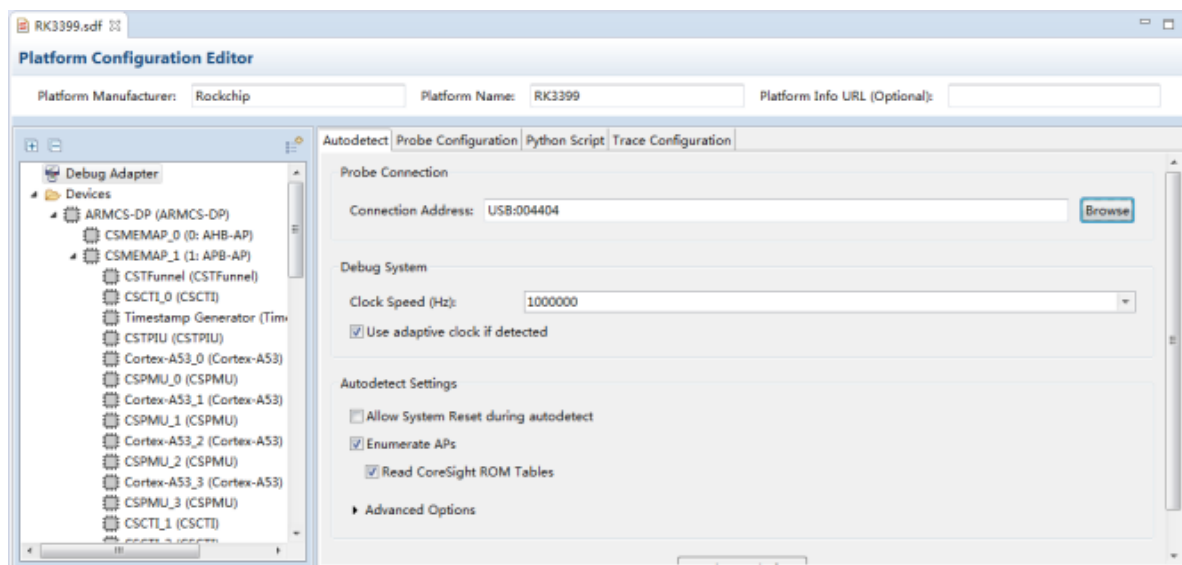 RK3399.sdf
Platform Configuration Editor
Platform Manufacturer: Rockchip Platform Name: RK3399 Platform Info URL (Optional):
Debug Adapter
Devices
ARMCS-DP (ARMCS-DP)
CSMEMAP_0 (0: AHB-AP)
CSMEMAP_1 (1: APB-AP)
CSTFunnel (CSTFunnel)
CSCTI_0 (CSCTI)
Timestamp Generator (Tim
CSTPIU (CSTPIU)
Cortex-A53_0 (Cortex-A53)
CSPMU_0 (CSPMU)
Cortex-A53_1 (Cortex-A53)
CSPMU_1 (CSPMU)
Cortex-A53_2 (Cortex-A53)
CSPMU_2 (CSPMU)
Cortex-A53_3 (Cortex-A53)
CSPMU_3 (CSPMU)
CSCTI_1 (CSCTI)
Autodetect Probe Configuration Python Script Trace Configuration
Probe Connection
Connection Address: USB:004404 Browse
Debug System
Clock Speed (Hz): 1000000
Use adaptive clock if detected
Autodetect Settings
Allow System Reset during autodetect
Enumerate APs
Read CoreSight ROM Tables
Advanced Options